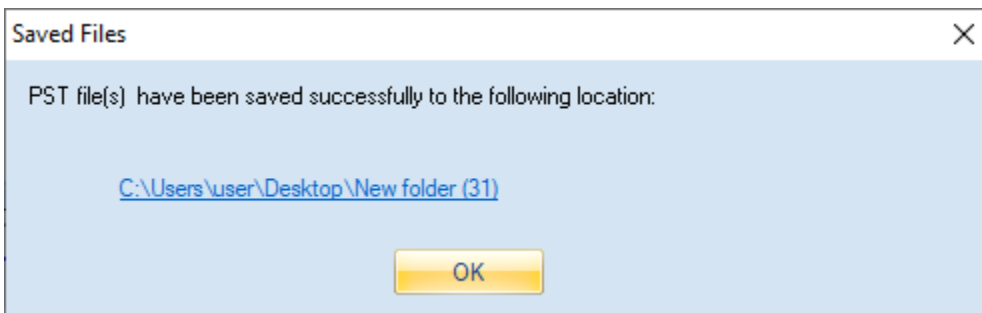 Saved Files
PST file(s) have been saved successfully to the following location:
C:\Users\user\Desktop\New folder (31)
OK